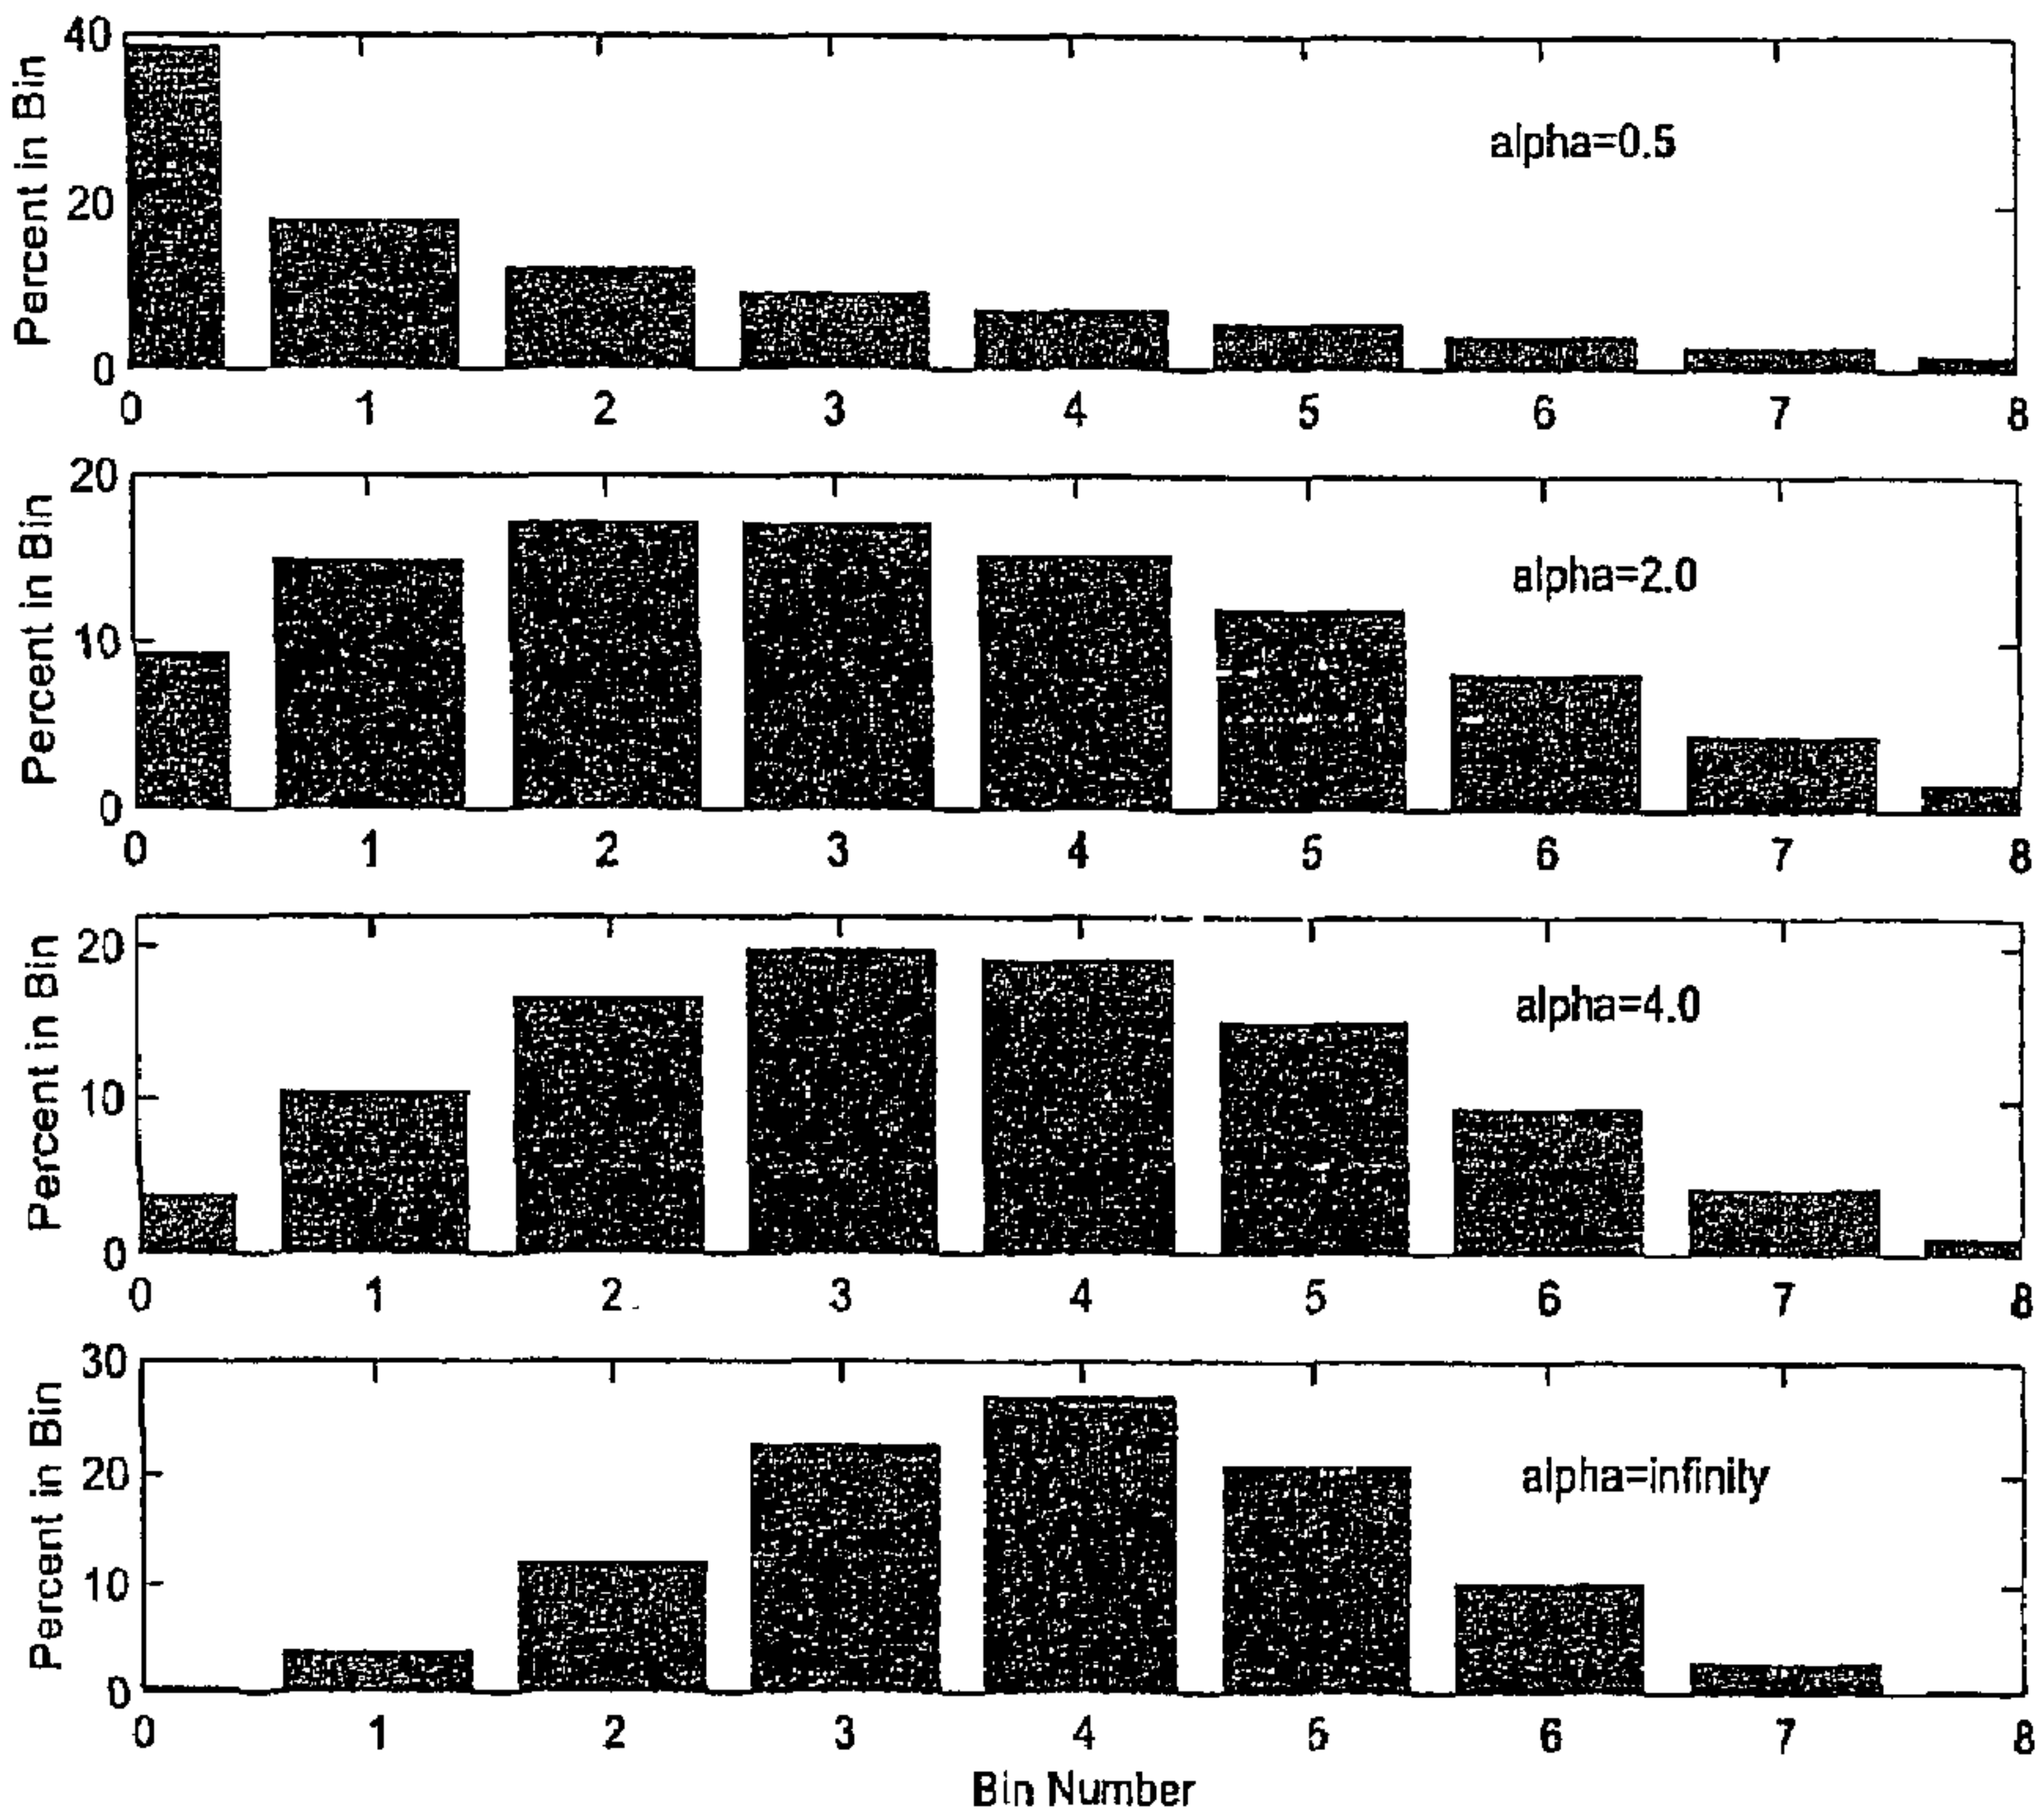 40
20
0
Percent in Bin
alpha=0.5
0 1 2 3 4 5 6 7 8
20
10
0
Percent in Bin
alpha=2.0
0 1 2 3 4 5 6 7 8
20
10
0
Percent in Bin
alpha=4.0
0 1 2 3 4 5 6 7 8
30
20
10
0
Percent in Bin
alpha=infinity
0 1 2 3 4 5 6 7 8
Bin Number